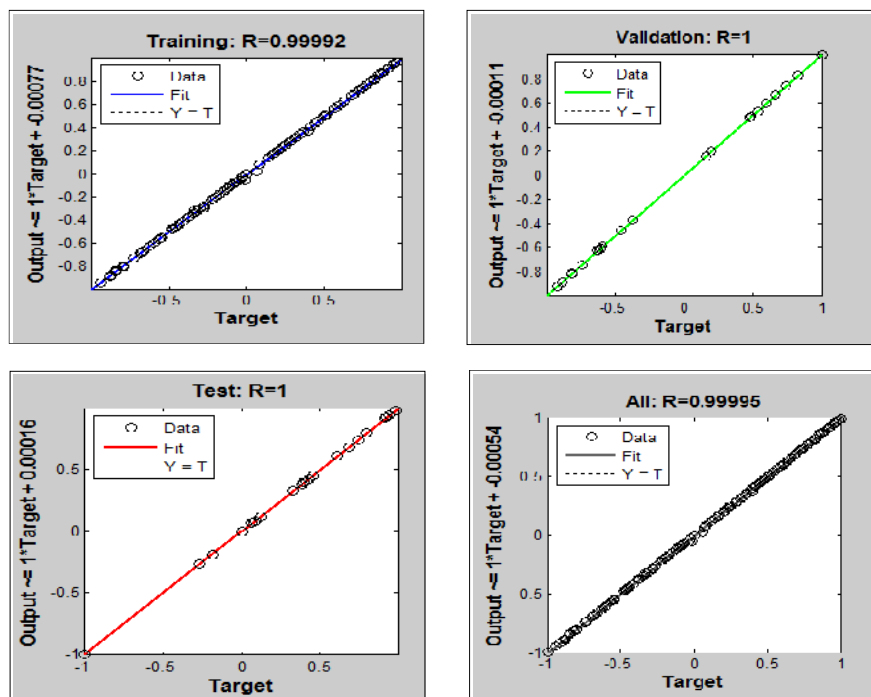 Training: R=0.99992
Output ~= 1*Target + -0.00077
0.8
0.6
0.4
0.2
0
-0.2
-0.4
-0.6
-0.8
Data
Fit
Y = T
-0.5
0
0.5
Target
Validation: R=1
Output ~= 1*Target + -0.00011
0.8
0.6
0.4
0.2
0
-0.2
-0.4
-0.6
-0.8
Data
Fit
Y = T
-0.5
0
0.5
1
Target
Test: R=1
Output ~= 1*Target + 0.00016
1
0.5
0
-0.5
-1
Data
Fit
Y = T
-1
-0.5
0
0.5
Target
All: R=0.99995
Output ~= 1*Target + -0.00054
1
0.5
0
0.5
-1
Data
Fit
Y = T
-1
-0.5
0
0.5
1
Target